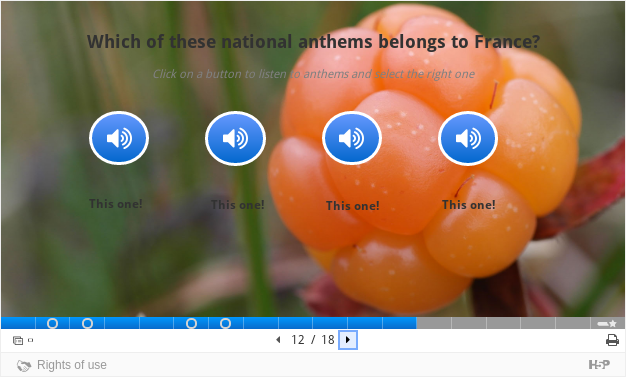 Which of these national anthems belongs to France?
Click on a button to listen to anthems and select the right one
This one! This one! This one! This one!
12 / 18
Rights of use H5P